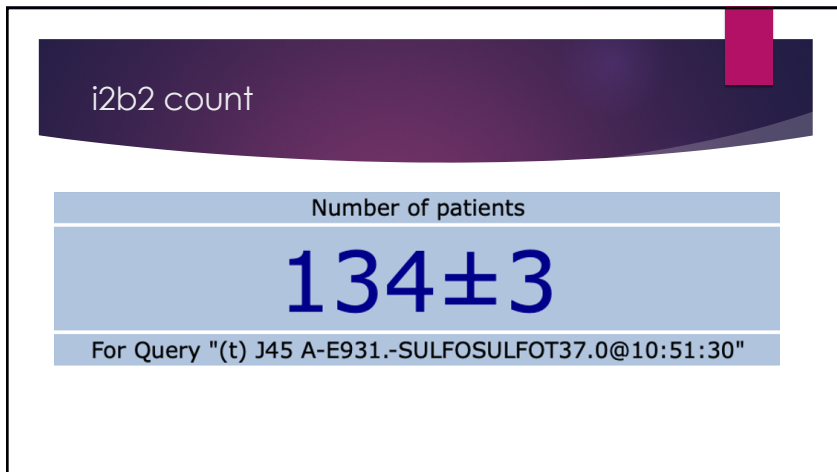 i2b2 count
Number of patients
134±3
For Query "(t) J45 A-E931.-SULFOSULFOT37.0@10:51:30"